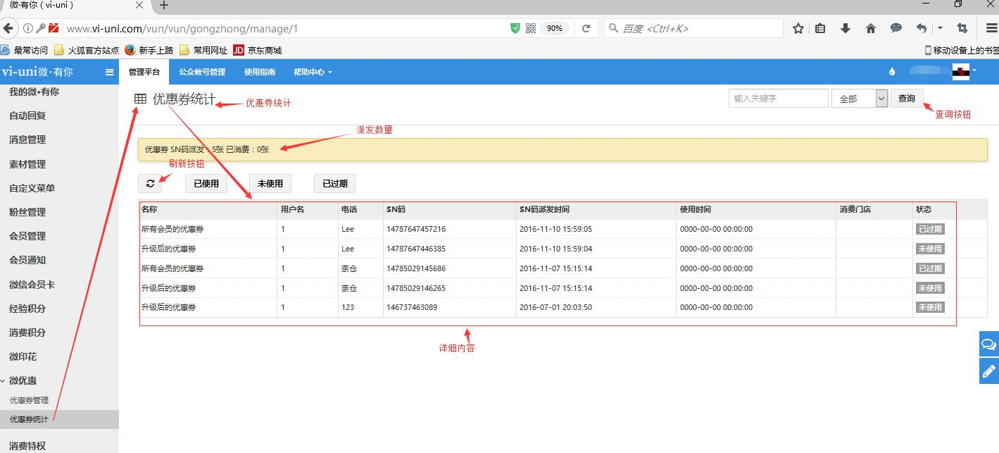 微·有你（vi-uni）
www.vi-uni.com/vun/vun/gongzhong/manage/1
90%
百度 <Ctrl+K>
最常访问 火狐官方站点 新手上路 常用网址 JD 京东商城
移动设备上的书签
vi-uni微·有你
管理平台 公众帐号管理 使用指南 帮助中心
我的微•有你
自动回复
消息管理
素材管理
自定义菜单
粉丝管理
会员管理
会员通知
微信会员卡
经验积分
消费积分
微印花
微优惠
优惠券管理
优惠券统计
消费特权
优惠券统计
优惠券统计
输入关键字 全部 查询
查询按钮
派发数量
优惠券 SN码派发：5张 已消费：0张
刷新按钮
已使用 未使用 已过期
名称 用户名 电话 SN码 SN码派发时间 使用时间 消费门店 状态
所有会员的优惠券 1 Lee 14787647457216 2016-11-10 15:59:05 0000-00-00 00:00:00 已过期
升级后的优惠券 1 Lee 14787647446385 2016-11-10 15:59:04 0000-00-00 00:00:00 未使用
所有会员的优惠券 1 栾仓 14785029145686 2016-11-07 15:15:14 0000-00-00 00:00:00 已过期
升级后的优惠券 1 栾仓 14785029146265 2016-11-07 15:15:14 0000-00-00 00:00:00 未使用
升级后的优惠券 1 123 146737463089 2016-07-01 20:03:50 0000-00-00 00:00:00 未使用
详细内容